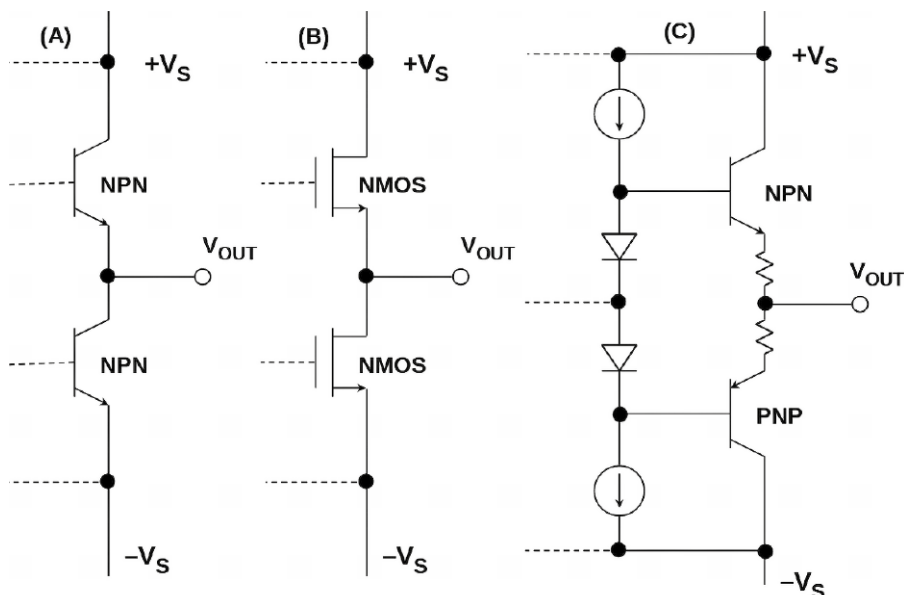 (A)
+VS
NPN
VOUT
NPN
–VS
(B)
+VS
NMOS
VOUT
NMOS
–VS
(C)
+VS
NPN
VOUT
PNP
–VS